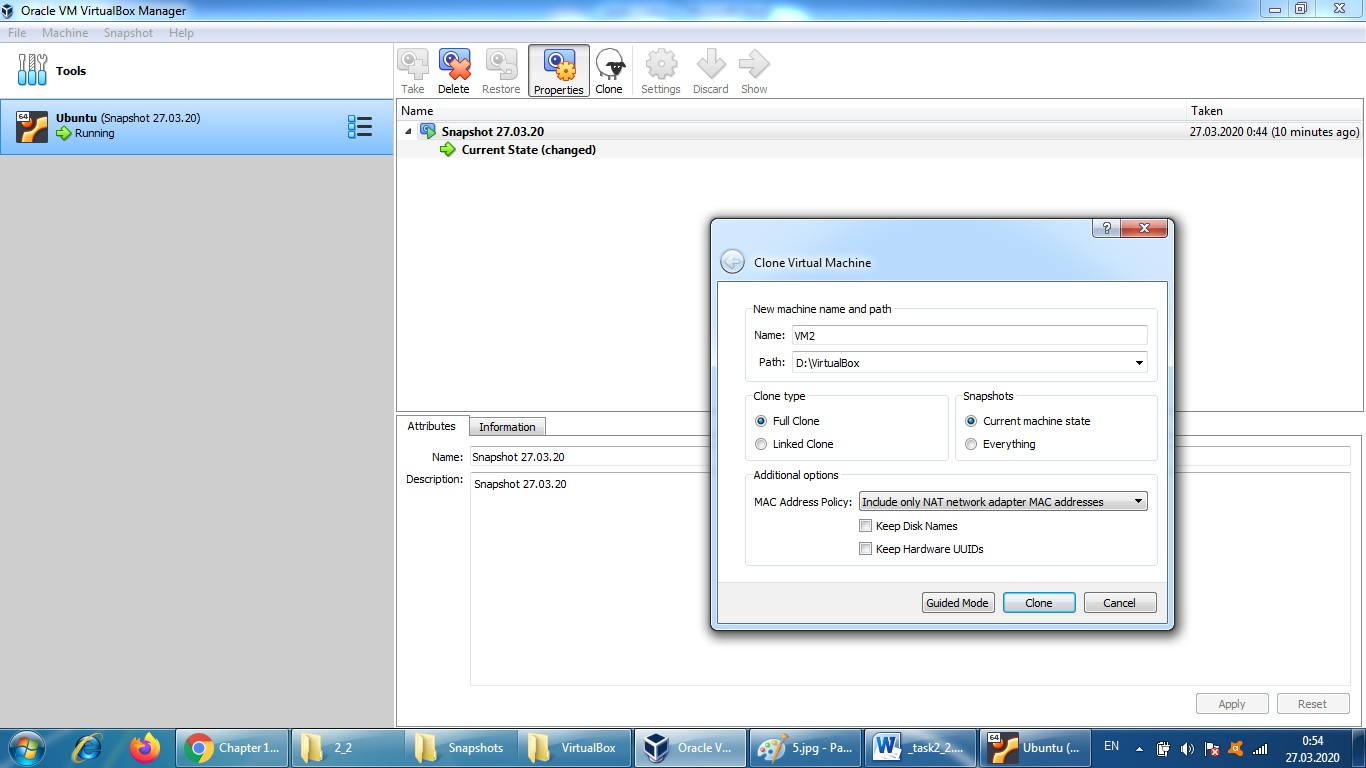 Oracle VM VirtualBox Manager
File Machine Snapshot Help
Tools
Take Delete Restore Properties Clone Settings Discard Show
64
Ubuntu (Snapshot 27.03.20)
Running
Name Taken
Snapshot 27.03.20 27.03.2020 0:44 (10 minutes ago)
Current State (changed)
?
Clone Virtual Machine
New machine name and path
Name: VM2
Path: D:\VirtualBox
Clone type Snapshots
Full Clone Current machine state
Linked Clone Everything
Additional options
MAC Address Policy: Include only NAT network adapter MAC addresses
Keep Disk Names
Keep Hardware UUIDs
Guided Mode Clone Cancel
Attributes Information
Name: Snapshot 27.03.20
Description: Snapshot 27.03.20
Apply Reset
Chapter 1... 2_2 Snapshots VirtualBox Oracle V... 5.jpg - Pa... _task2_2.... 64 Ubuntu (... EN 0:54
27.03.2020